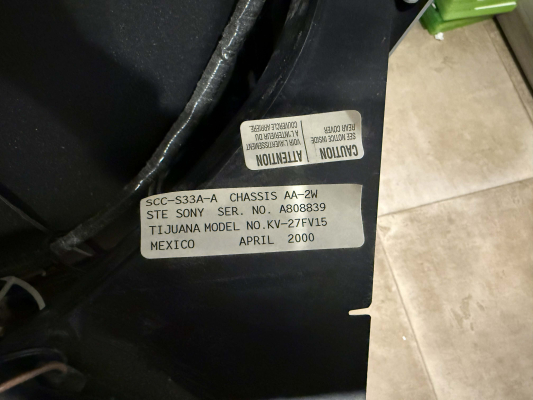 CAUTION
SEE NOTICE INSIDE
REAR COVER
ATTENTION
VOIR L'AVERTISSEMENT
A L'INTERIEUR DU
COUVERCLE ARRIERE.
SCC-S33A-A CHASSIS AA-2W
STE SONY SER. NO. A808839
TIJUANA MODEL NO.KV-27FV15
MEXICO APRIL 2000